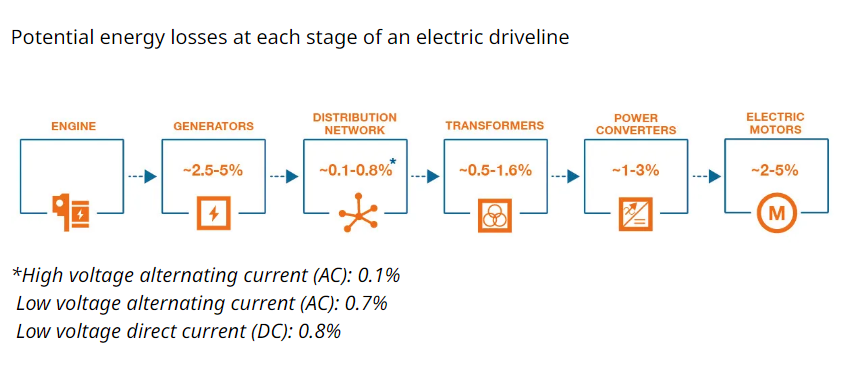 Potential energy losses at each stage of an electric driveline
ENGINE
GENERATORS
DISTRIBUTION
NETWORK
TRANSFORMERS
POWER
CONVERTERS
ELECTRIC
MOTORS
~2.5-5%
~0.1-0.8%*
~0.5-1.6%
~1-3%
~2-5%
M
*High voltage alternating current (AC): 0.1%
Low voltage alternating current (AC): 0.7%
Low voltage direct current (DC): 0.8%